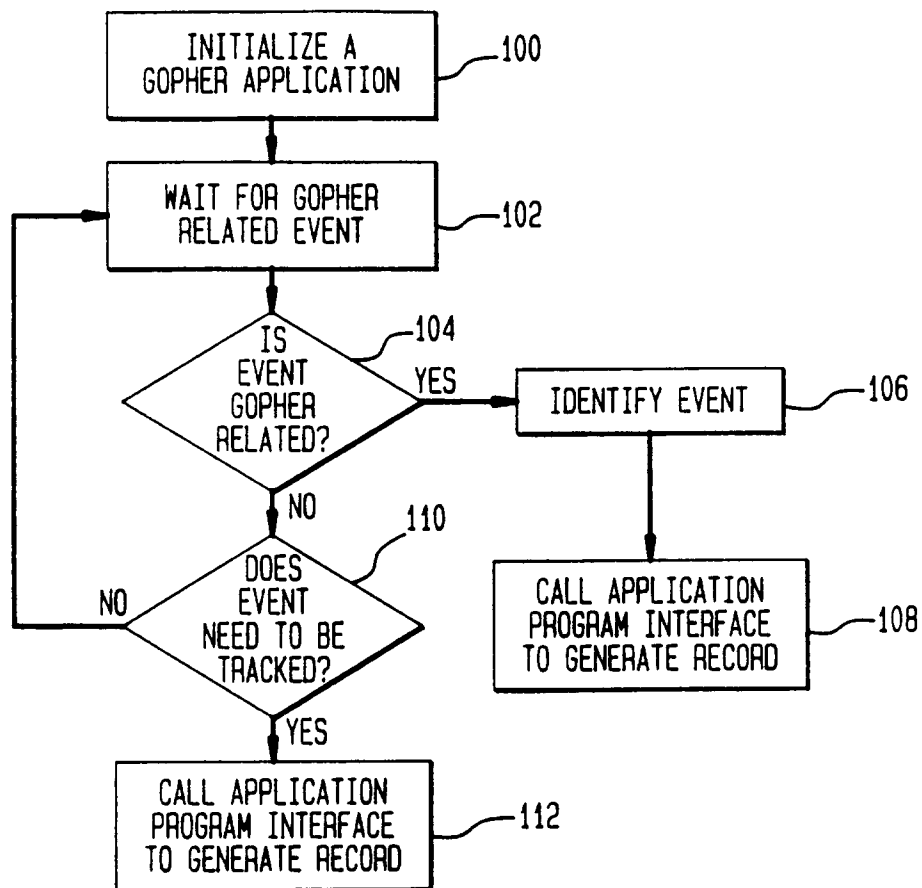 INITIALIZE A
GOPHER APPLICATION
100
WAIT FOR GOPHER
RELATED EVENT
102
IS
EVENT
GOPHER
RELATED?
104
YES
IDENTIFY EVENT
106
NO
CALL APPLICATION
PROGRAM INTERFACE
TO GENERATE RECORD
108
DOES
EVENT
NEED TO BE
TRACKED?
110
NO
YES
CALL APPLICATION
PROGRAM INTERFACE
TO GENERATE RECORD
112